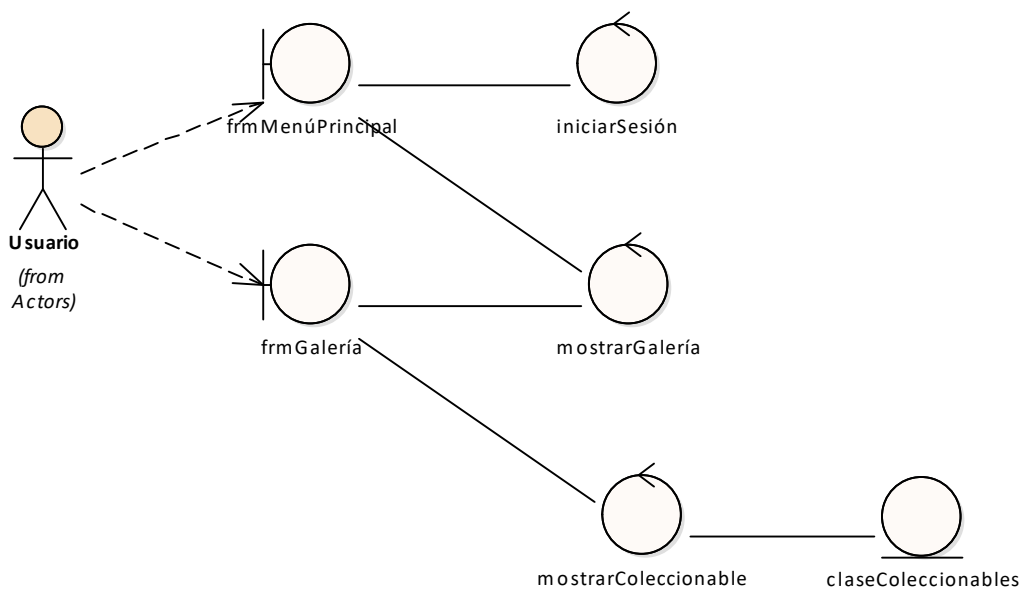 frmMenúPrincipal
iniciarSesión
Usuario
(from
Actors)
frmGalería
mostrarGalería
mostrarColeccionable
claseColeccionables